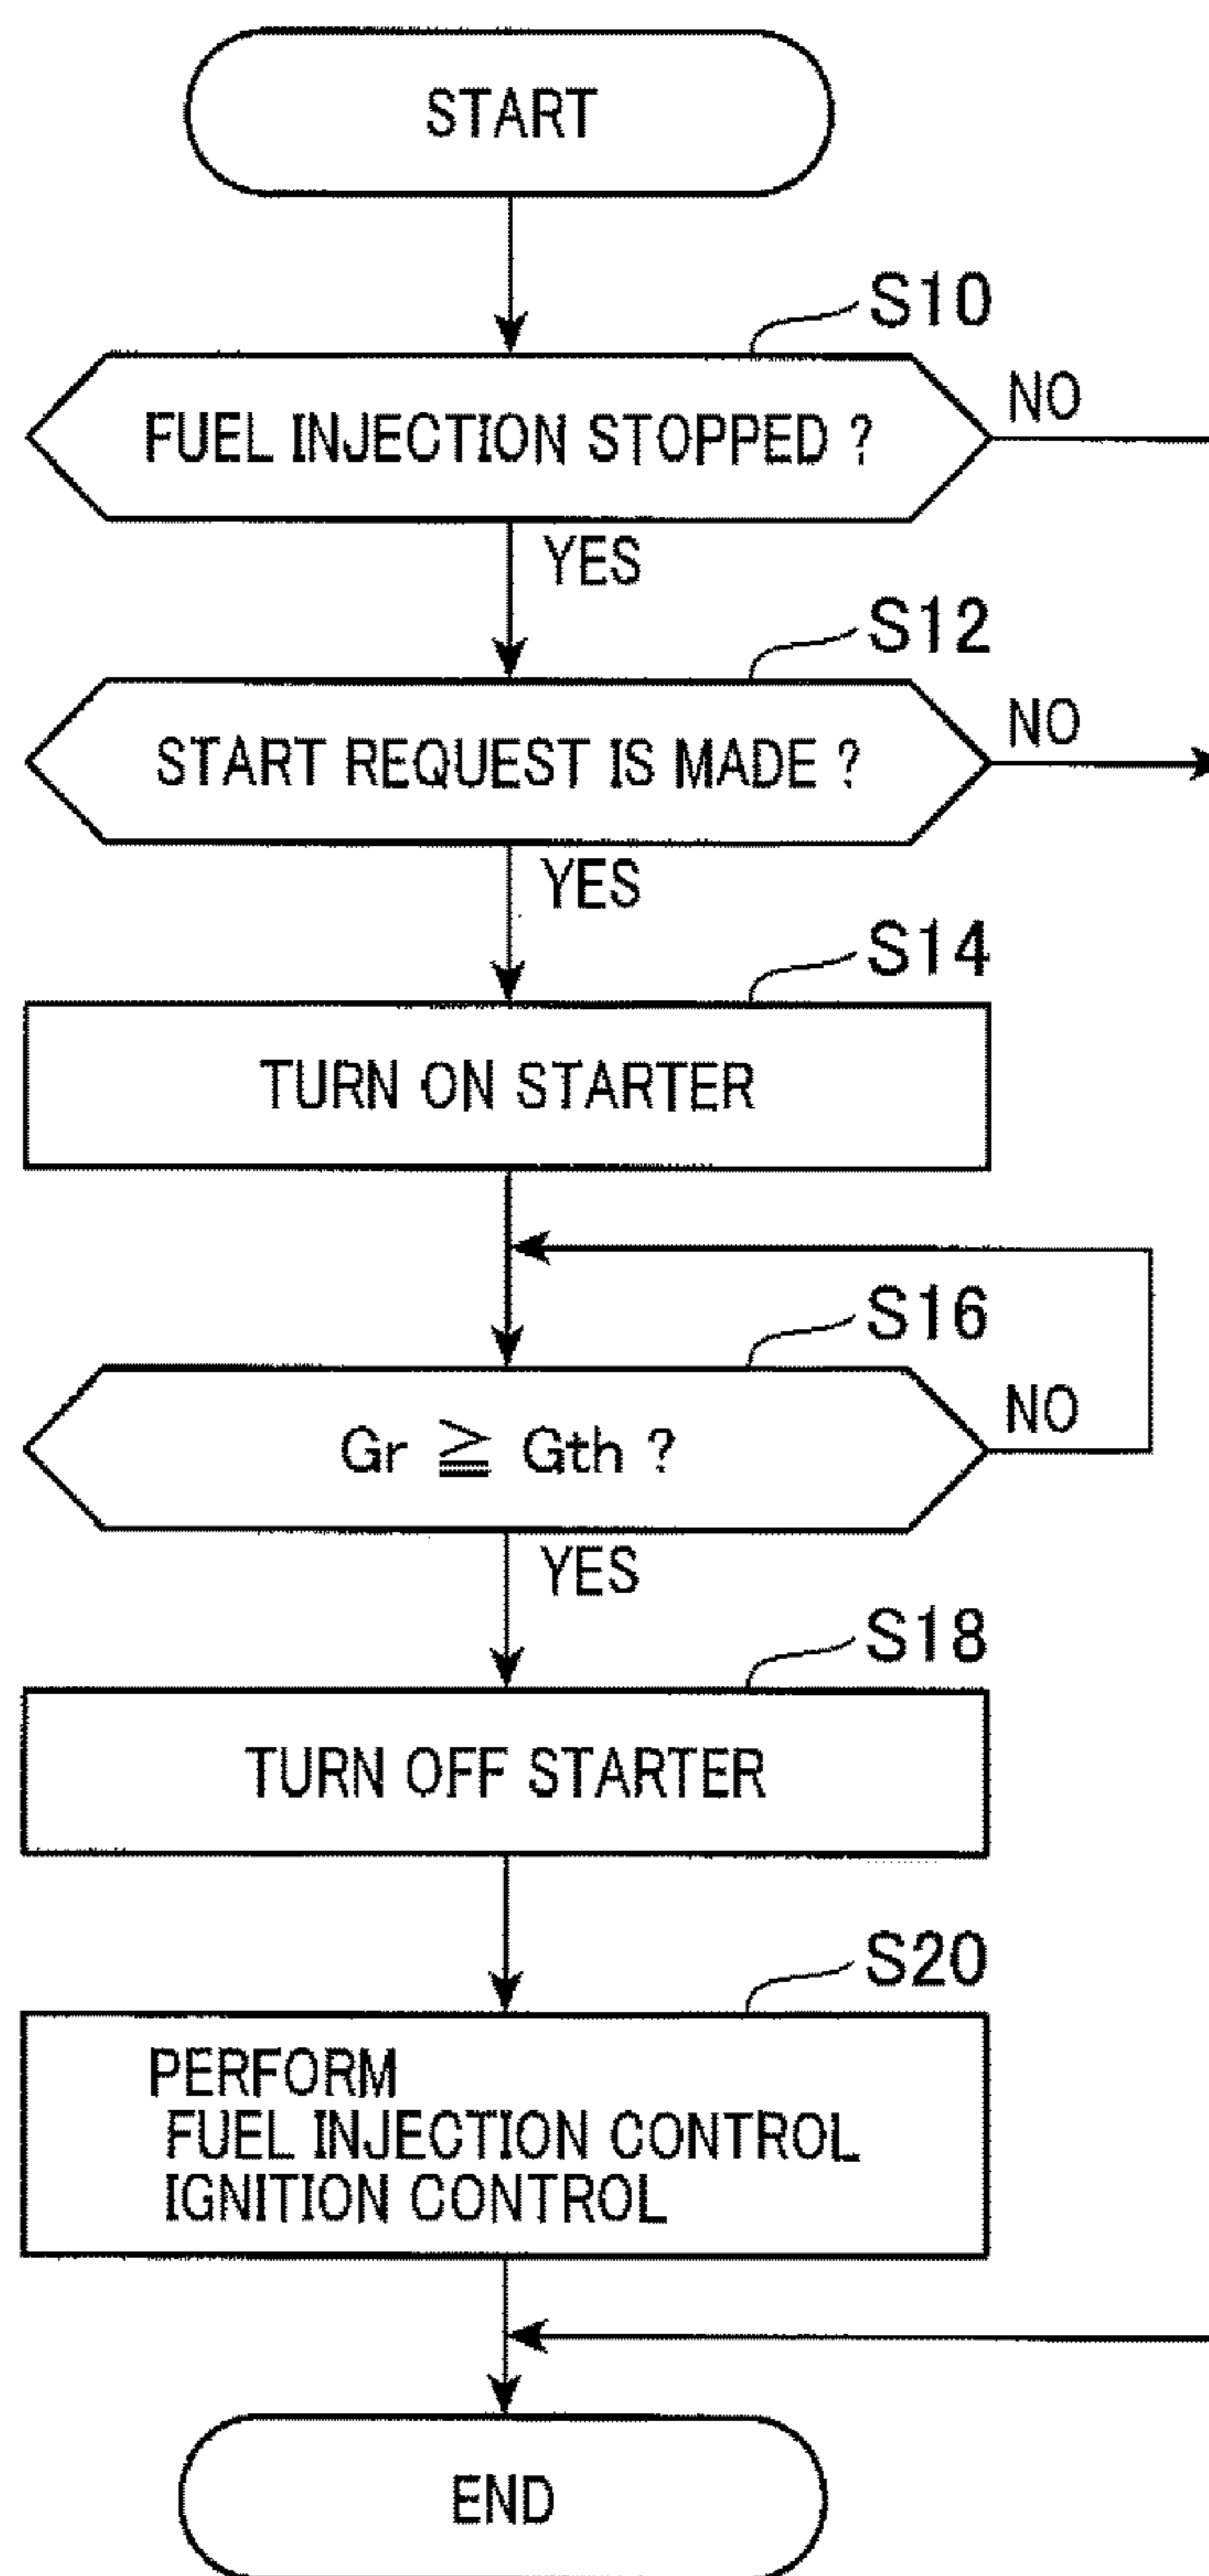 START
S10
FUEL INJECTION STOPPED ?
NO
YES
S12
START REQUEST IS MADE ?
NO
YES
S14
TURN ON STARTER
S16
Gr ≧ Gth ?
NO
YES
S18
TURN OFF STARTER
S20
PERFORM
FUEL INJECTION CONTROL
IGNITION CONTROL
END